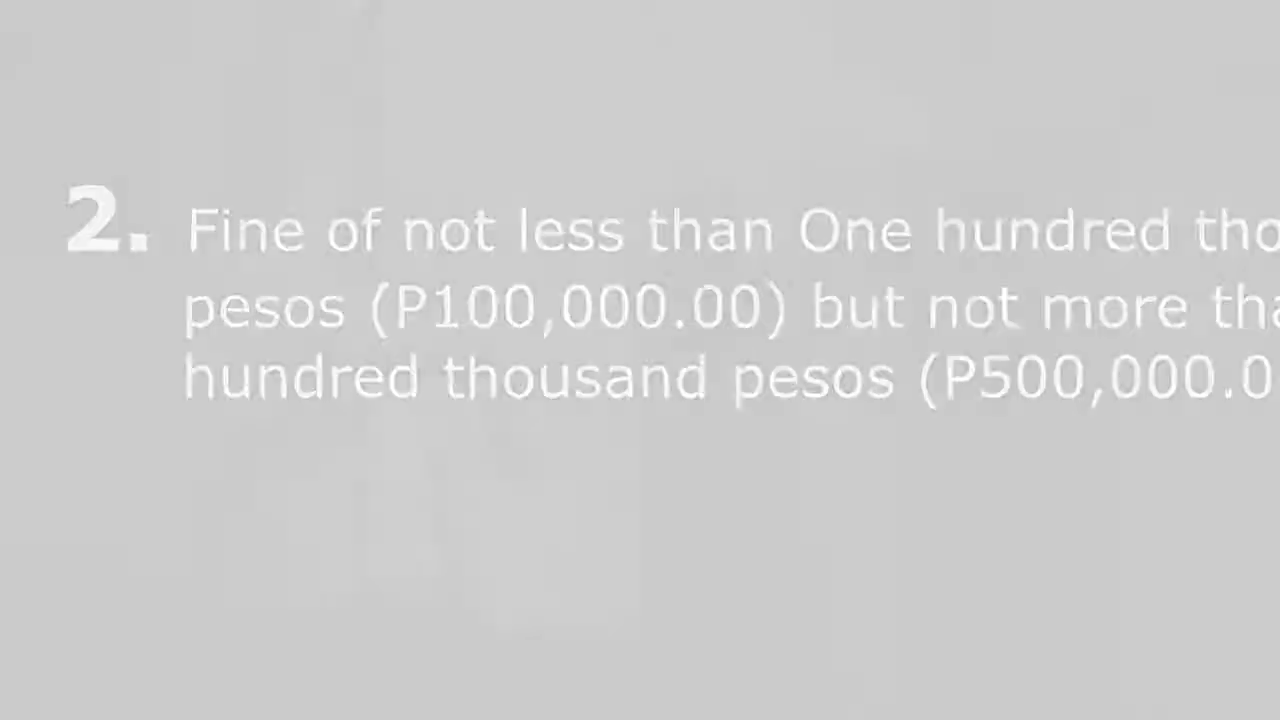 2. Fine of not less than One hundred tho
pesos (P100,000.00) but not more tha
hundred thousand pesos (P500,000.0